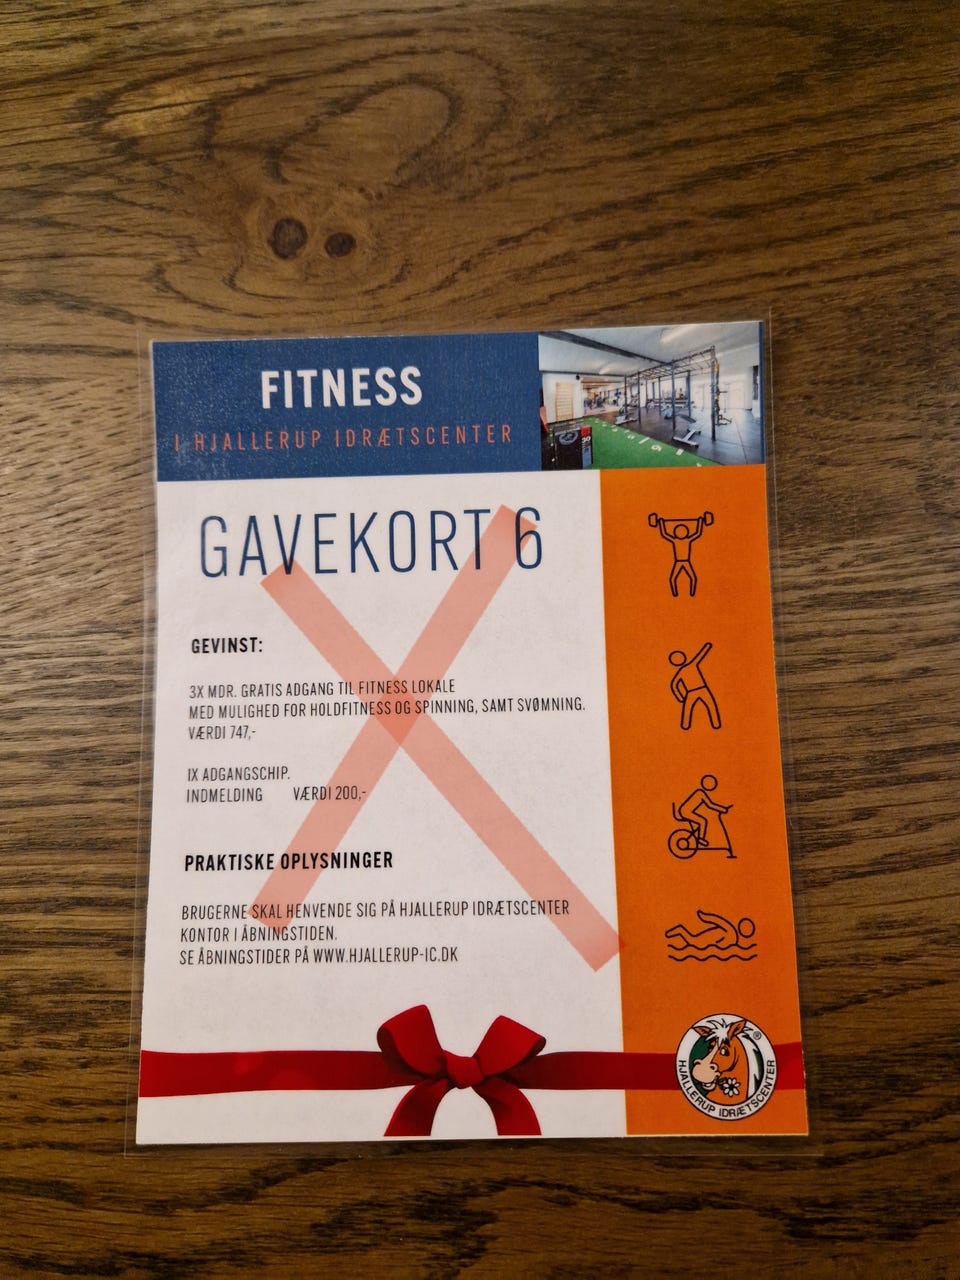 FITNESS
I HJALLERUP IDRÆTSCENTER
GAVEKORT 6
GEVINST:
3X MDR. GRATIS ADGANG TIL FITNESS LOKALE
MED MULIGHED FOR HOLDFITNESS OG SPINNING, SAMT SVØMNING.
VÆRDI 747,-
1X ADGANGSCHIP.
INDMELDING VÆRDI 200,-
PRAKTISKE OPLYSNINGER
BRUGERNE SKAL HENVENDE SIG PÅ HJALLERUP IDRÆTSCENTER
KONTOR I ÅBNINGSTIDEN.
SE ÅBNINGSTIDER PÅ WWW.HJALLERUP-IC.DK
HJALLERUP IDRÆTSCENTER
®